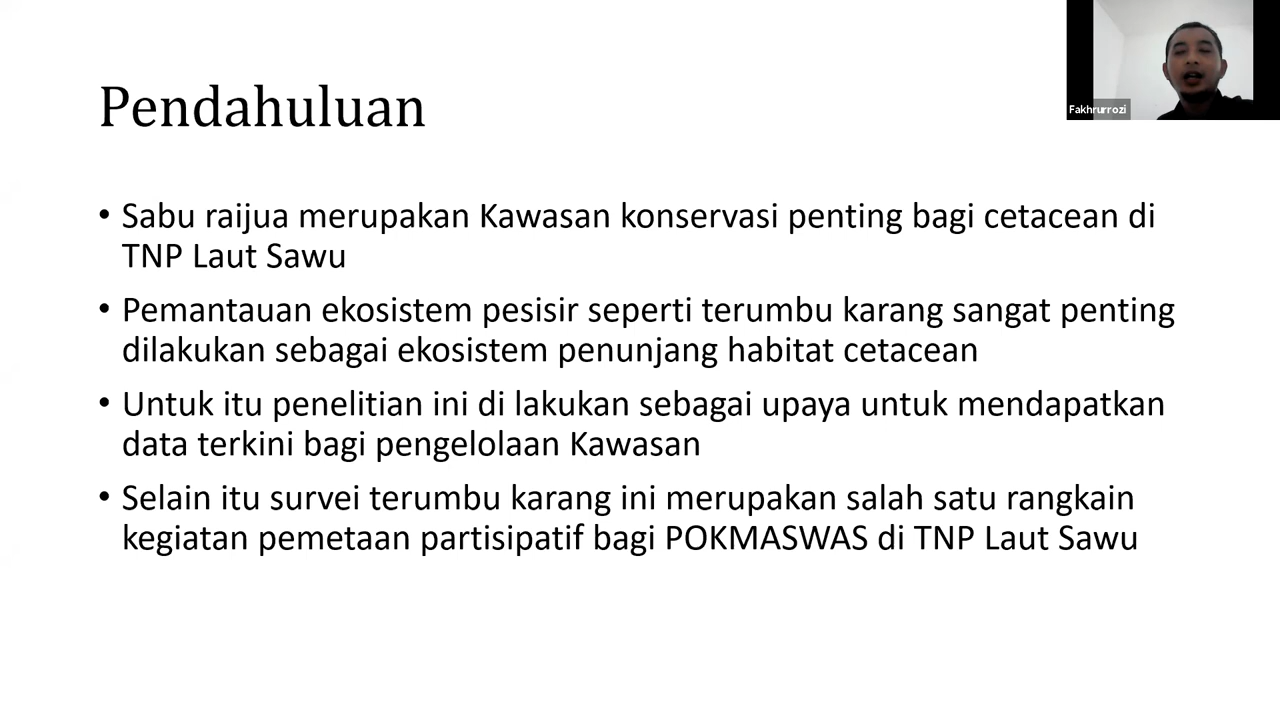 Fakhrurrozi
Pendahuluan
• Sabu raijua merupakan Kawasan konservasi penting bagi cetacean di
TNP Laut Sawu
• Pemantauan ekosistem pesisir seperti terumbu karang sangat penting
dilakukan sebagai ekosistem penunjang habitat cetacean
• Untuk itu penelitian ini di lakukan sebagai upaya untuk mendapatkan
data terkini bagi pengelolaan Kawasan
• Selain itu survei terumbu karang ini merupakan salah satu rangkain
kegiatan pemetaan partisipatif bagi POKMASWAS di TNP Laut Sawu